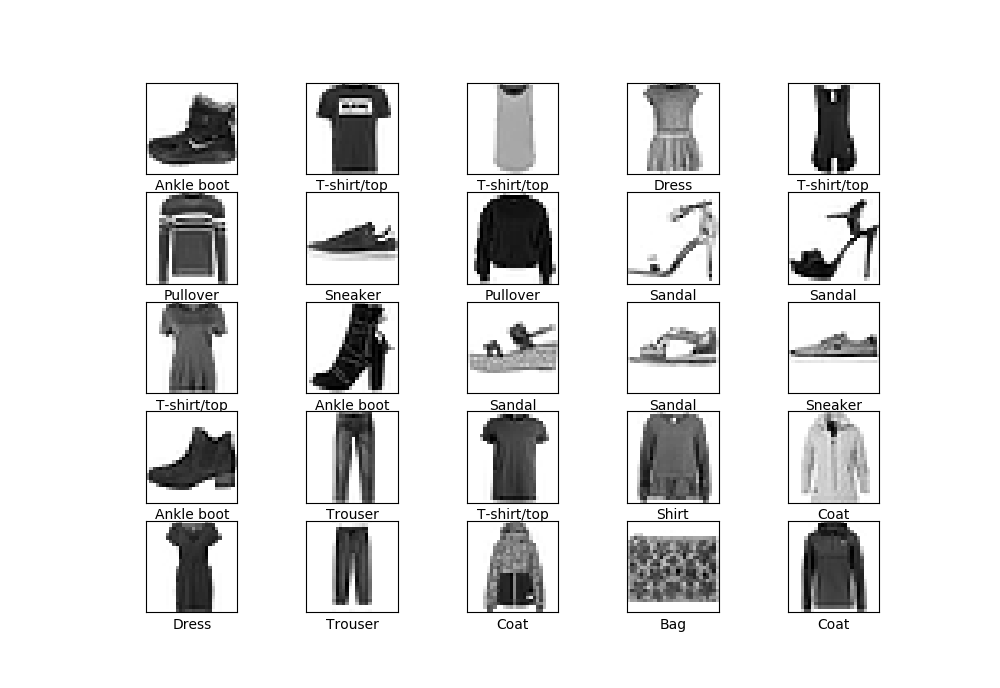 Ankle boot T-shirt/top T-shirt/top Dress T-shirt/top
Pullover Sneaker Pullover Sandal Sandal
T-shirt/top Ankle boot Sandal Sandal Sneaker
Ankle boot Trouser T-shirt/top Shirt Coat
Dress Trouser Coat Bag Coat